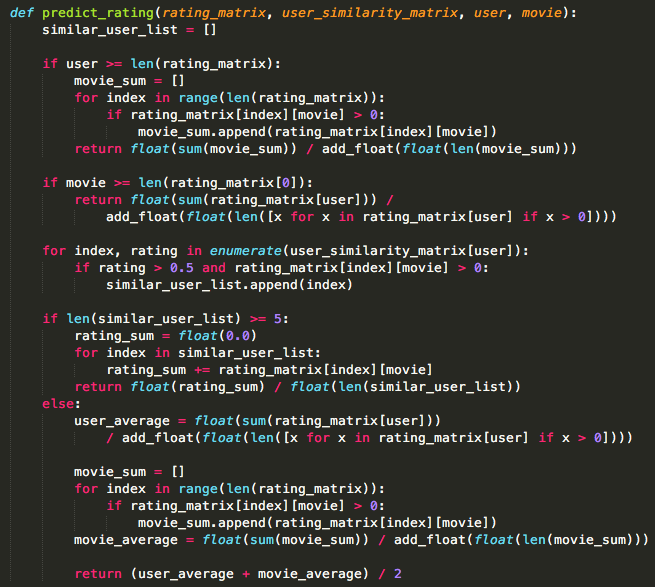 def predict_rating(rating_matrix, user_similarity_matrix, user, movie):
    similar_user_list = []

    if user >= len(rating_matrix):
        movie_sum = []
        for index in range(len(rating_matrix)):
            if rating_matrix[index][movie] > 0:
                movie_sum.append(rating_matrix[index][movie])
        return float(sum(movie_sum)) / add_float(float(len(movie_sum)))

    if movie >= len(rating_matrix[0]):
        return float(sum(rating_matrix[user])) /
            add_float(float(len([x for x in rating_matrix[user] if x > 0])))

    for index, rating in enumerate(user_similarity_matrix[user]):
        if rating > 0.5 and rating_matrix[index][movie] > 0:
            similar_user_list.append(index)

    if len(similar_user_list) >= 5:
        rating_sum = float(0.0)
        for index in similar_user_list:
            rating_sum += rating_matrix[index][movie]
        return float(rating_sum) / float(len(similar_user_list))
    else:
        user_average = float(sum(rating_matrix[user]))
            / add_float(float(len([x for x in rating_matrix[user] if x > 0])))

        movie_sum = []
        for index in range(len(rating_matrix)):
            if rating_matrix[index][movie] > 0:
                movie_sum.append(rating_matrix[index][movie])
        movie_average = float(sum(movie_sum)) / add_float(float(len(movie_sum)))

        return (user_average + movie_average) / 2